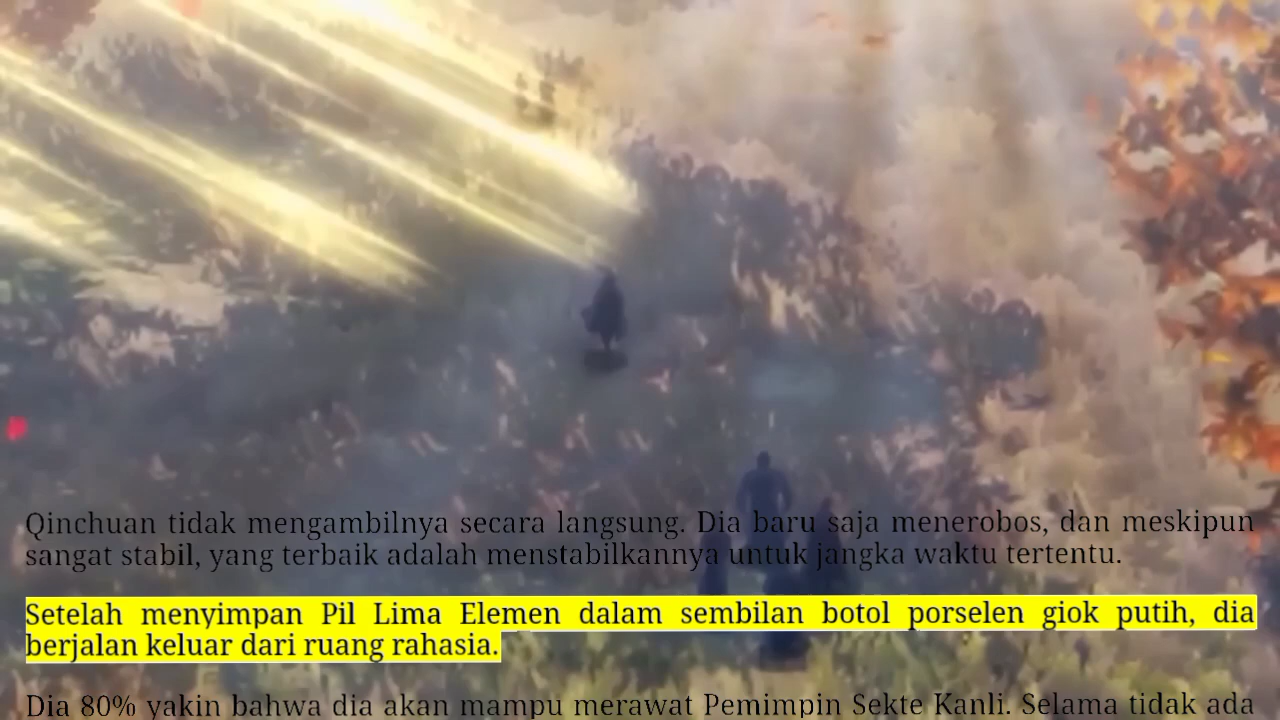 Qinchuan tidak mengambilnya secara langsung. Dia baru saja menerobos, dan meskipun
sangat stabil, yang terbaik adalah menstabilkannya untuk jangka waktu tertentu.
Setelah menyimpan Pil Lima Elemen dalam sembilan botol porselen giok putih, dia
berjalan keluar dari ruang rahasia.
Dia 80% yakin bahwa dia akan mampu merawat Pemimpin Sekte Kanli. Selama tidak ada